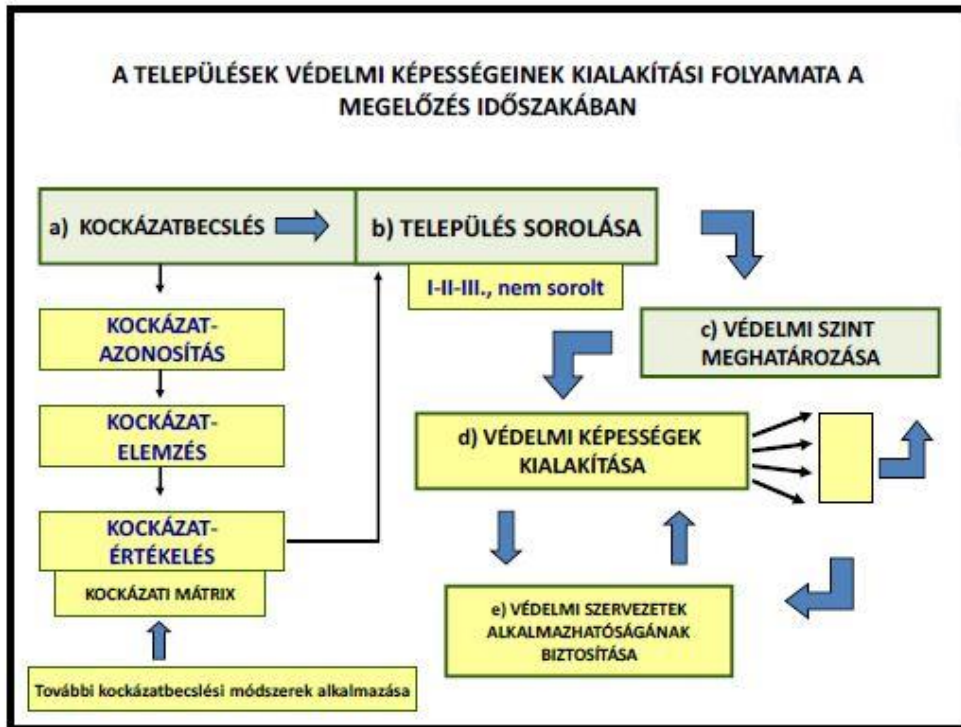 A TELEPÜLÉSEK VÉDELMI KÉPESSÉGEINEK KIALAKÍTÁSI FOLYAMATA A
MEGELŐZÉS IDŐSZAKÁBAN
a) KOCKÁZATBECSLÉS
b) TELEPÜLÉS SOROLÁSA
I-II-III., nem sorolt
KOCKÁZAT-
AZONOSÍTÁS
KOCKÁZAT-
ELEMZÉS
KOCKÁZAT-
ÉRTÉKELÉS
KOCKÁZATI MÁTRIX
További kockázatbecslési módszerek alkalmazása
c) VÉDELMI SZINT
MEGHATÁROZÁSA
d) VÉDELMI KÉPESSÉGEK
KIALAKÍTÁSA
e) VÉDELMI SZERVEZETEK
ALKALMAZHATÓSÁGÁNAK
BIZTOSÍTÁSA